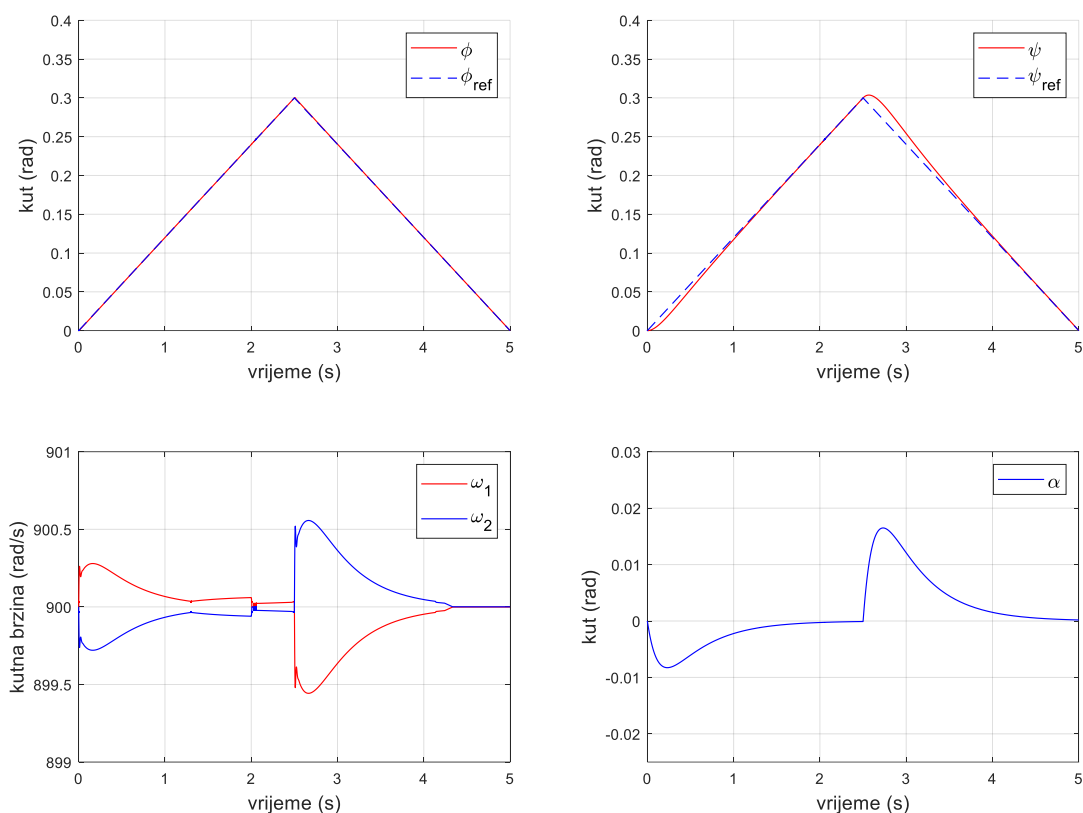 0.4
0.35
0.3
0.25
0.2
0.15
0.1
0.05
0
0 1 2 3 4 5
kut (rad)
vrijeme (s)
ϕ
ϕ_ref
0.4
0.35
0.3
0.25
0.2
0.15
0.1
0.05
0
0 1 2 3 4 5
kut (rad)
vrijeme (s)
ψ
ψ_ref
901
900.5
900
899.5
899
0 1 2 3 4 5
kutna brzina (rad/s)
vrijeme (s)
ω_1
ω_2
0.03
0.02
0.01
0
-0.01
-0.02
0 1 2 3 4 5
kut (rad)
vrijeme (s)
α